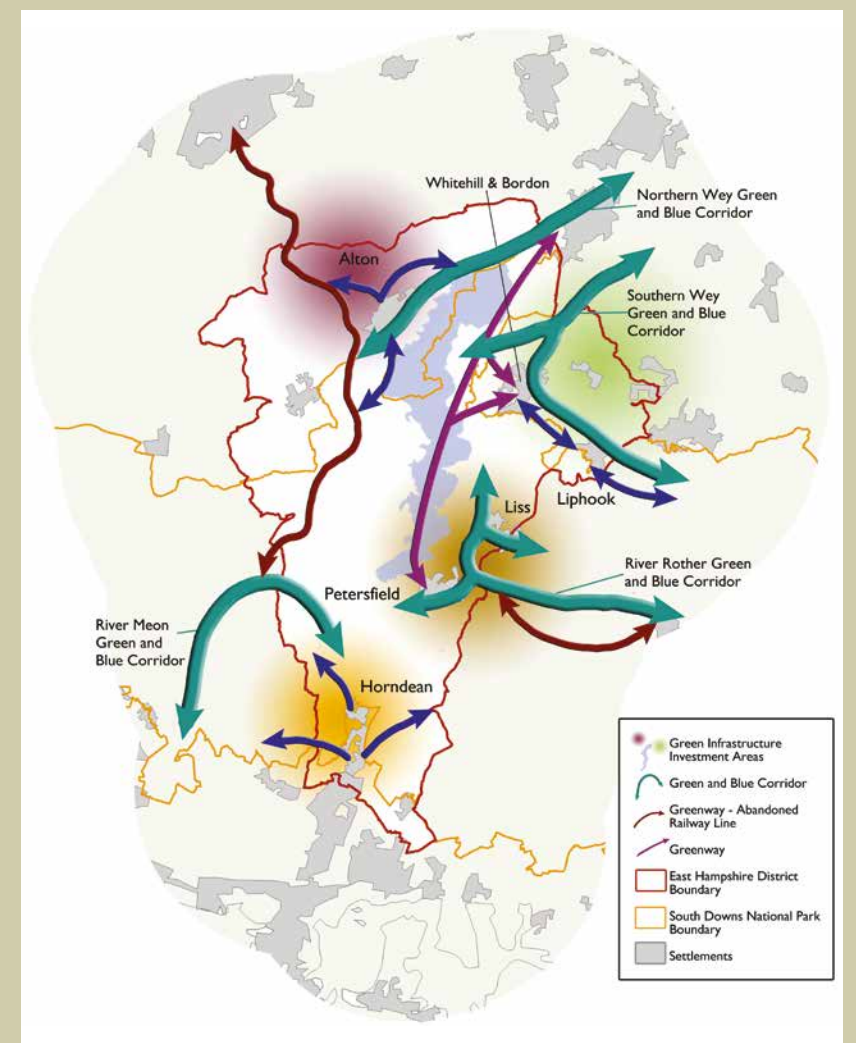 Whitehill & Bordon
Northern Wey Green
and Blue Corridor
Alton
Southern Wey
Green and Blue
Corridor
Liss
Liphook
River Rother Green
and Blue Corridor
Petersfield
River Meon
Green and
Blue Corridor
Horndean
Green Infrastructure
Investment Areas
Green and Blue Corridor
Greenway - Abandoned
Railway Line
Greenway
East Hampshire District
Boundary
South Downs National Park
Boundary
Settlements